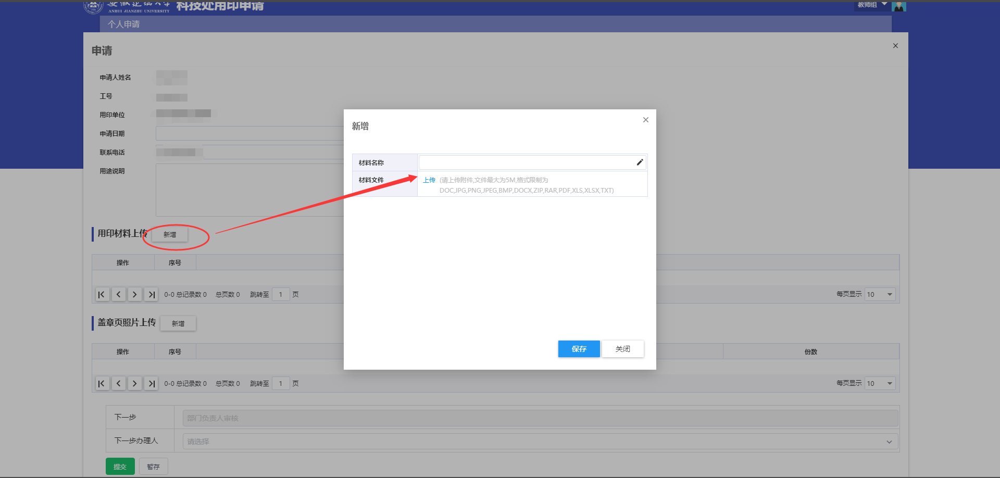 安徽建筑大学
ANHUI JIANZHU UNIVERSITY
科技处用印申请
教师组
个人申请
申请
申请人姓名
工号
用印单位
申请日期
联系电话
用途说明
新增
材料名称
材料文件
上传 (请上传附件,文件最大为5M,格式限制为
DOC,JPG,PNG,JPEG,BMP,DOCX,ZIP,RAR,PDF,XLS,XLSX,TXT)
保存 关闭
用印材料上传 新增
操作 序号
0-0 总记录数 0 总页数 0 跳转至 1 页 每页显示 10
盖章页照片上传 新增
操作 序号 份数
0-0 总记录数 0 总页数 0 跳转至 1 页 每页显示 10
下一步 部门负责人审核
下一步办理人 请选择
提交 暂存